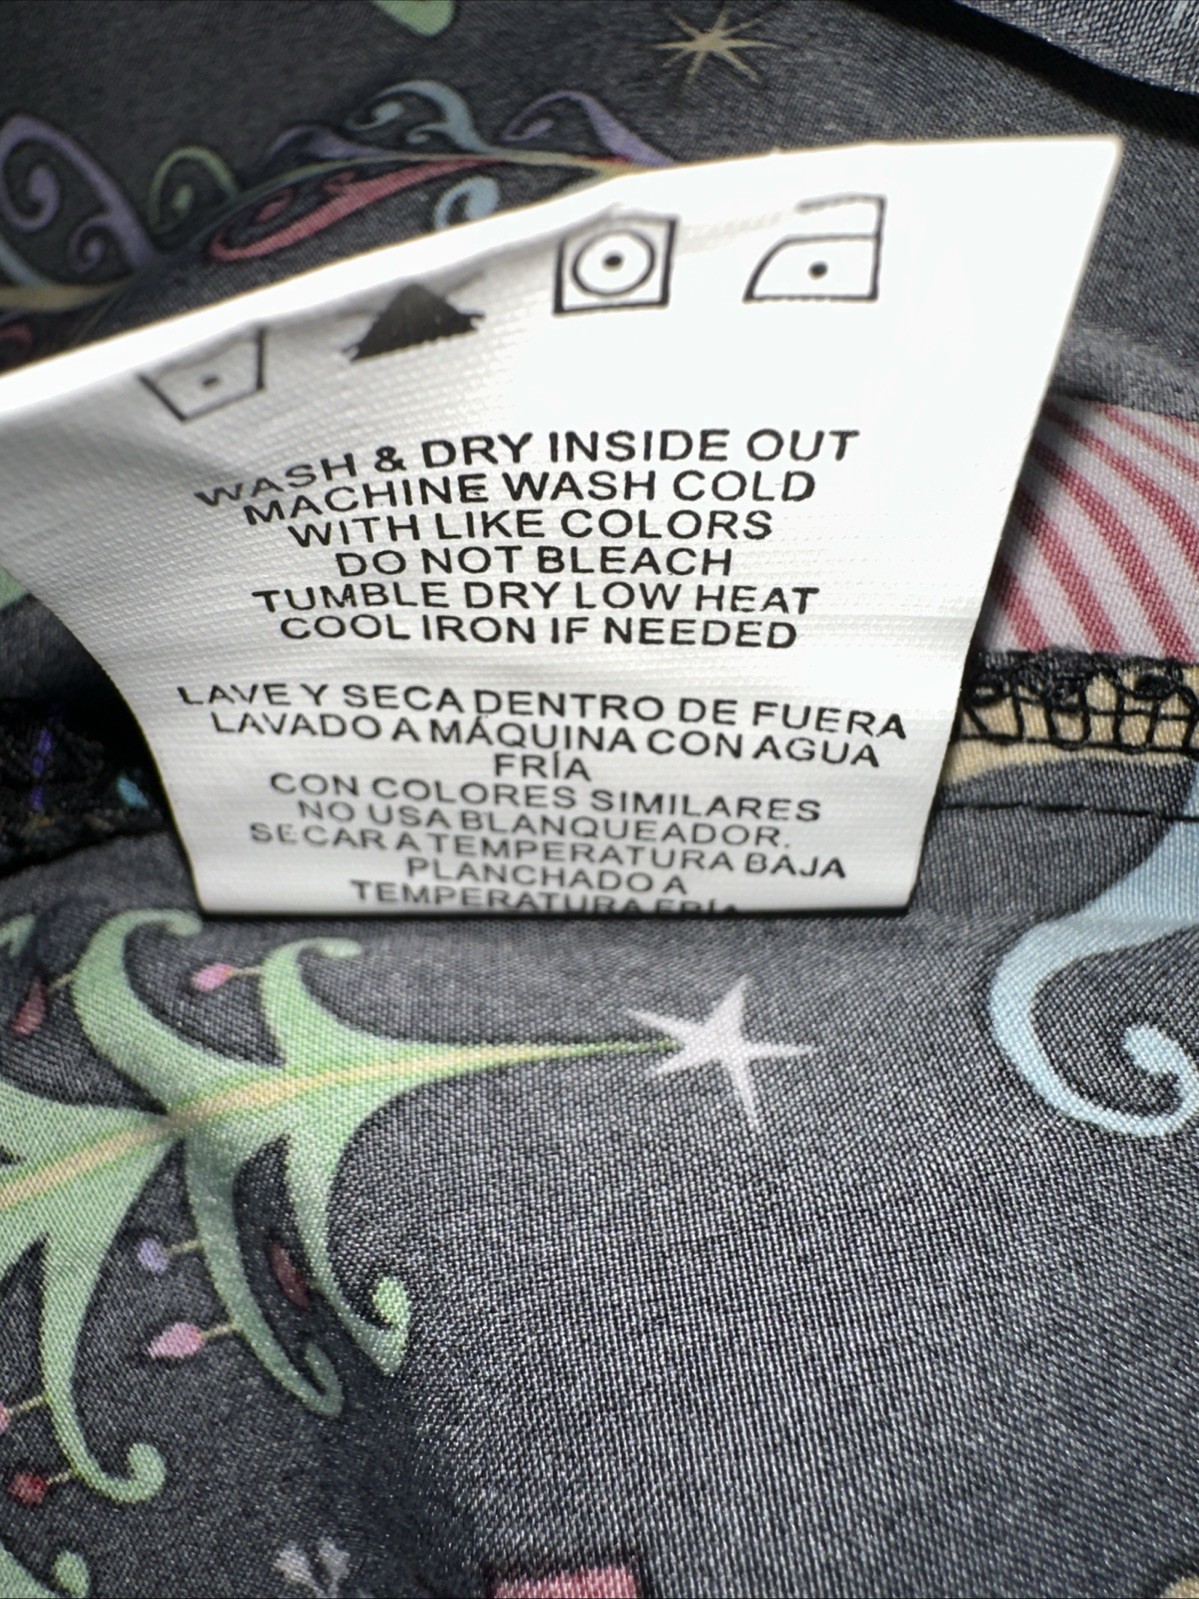 WASH & DRY INSIDE OUT
MACHINE WASH COLD
WITH LIKE COLORS
DO NOT BLEACH
TUMBLE DRY LOW HEAT
COOL IRON IF NEEDED
LAVE Y SECA DENTRO DE FUERA
LAVADO A MÁQUINA CON AGUA
FRÍA
CON COLORES SIMILARES
NO USA BLANQUEADOR.
SECAR A TEMPERATURA BAJA
PLANCHADO A
TEMPERATURA FRÍA